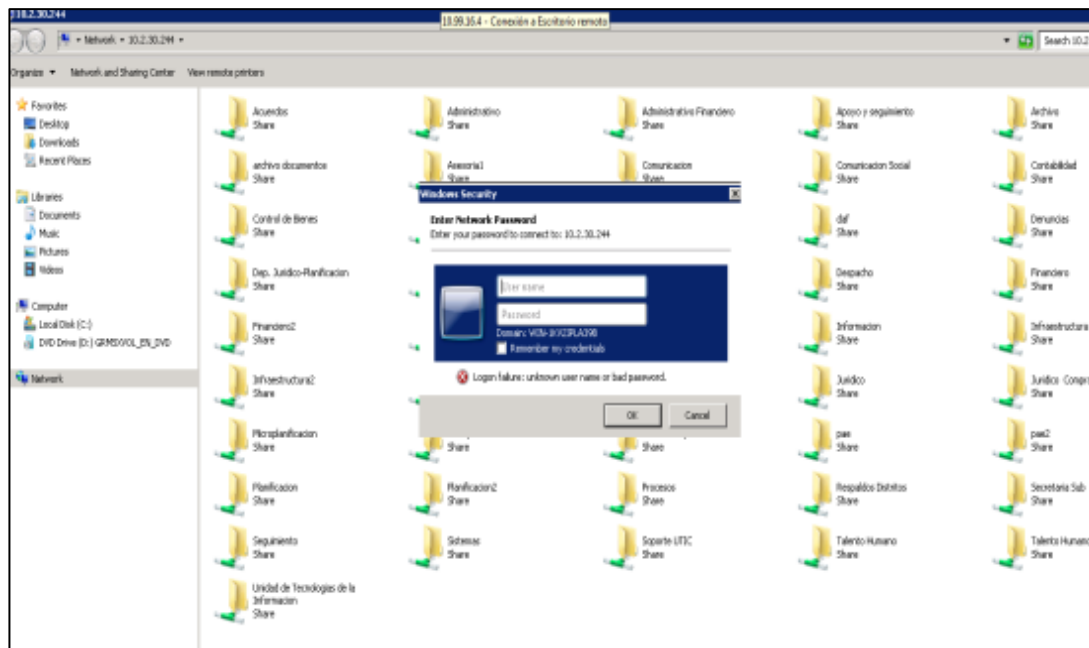 10.2.30.244
10.99.16.4 - Conexión a Escritorio remoto
Network
10.2.30.244
Search 10.2
Organize
Network and Sharing Center
View remote printers
Favorites
Desktop
Downloads
Recent Places
Libraries
Documents
Music
Pictures
Videos
Computer
Local Disk (C:)
DVD Drive (D:)
Network
Acuerdos
Share
Administrativo
Share
Administrativo Financiero
Share
Apoyo y seguimiento
Share
Archivo
Share
archivo documentos
Share
Asesoria1
Share
Comunicacion
Share
Comunicacion Social
Share
Contabilidad
Share
Control de Bienes
Share
daf
Share
Denuncias
Share
Dep. Juridico-Planificacion
Share
Despacho
Share
Financiero
Share
Financiero2
Share
Informacion
Share
Infraestructura
Share
Infraestructura2
Share
Juridico
Share
Juridico
Share
Microplanificacion
Share
Share
Share
pae
Share
pae2
Share
Planificacion
Share
Planificacion2
Share
Procesos
Share
Respaldos Distritos
Share
Secretaria Sub
Share
Seguimiento
Share
Sistemas
Share
Soporte UTIC
Share
Talento Humano
Share
Talento Humano
Share
Unidad de Tecnologias de la
Informacion
Share
Windows Security
Enter Network Password
Enter your password to connect to: 10.2.30.244
User name
Password
Domain:
Remember my credentials
Logon failure: unknown user name or bad password.
OK
Cancel